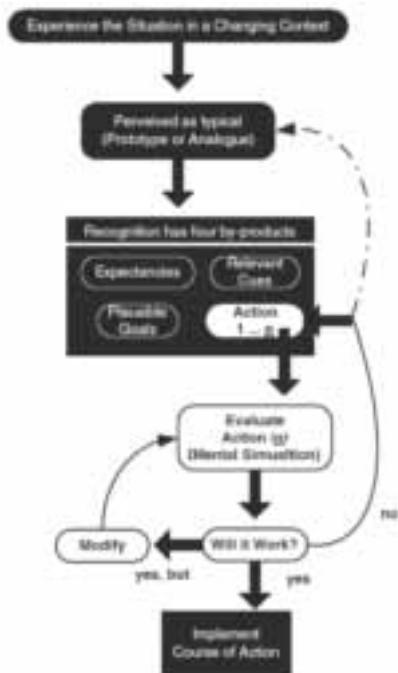 Experience the Situation in a Changing Context
Perceived as typical
(Prototype or Analogue)
Recognition has four by-products
Expectancies
Relevant
Cues
Plausible
Goals
Action
1 ... n
Evaluate
Action (n)
(Mental Simulation)
Modify
Will it Work?
no
yes, but
yes
Implement
Course of Action